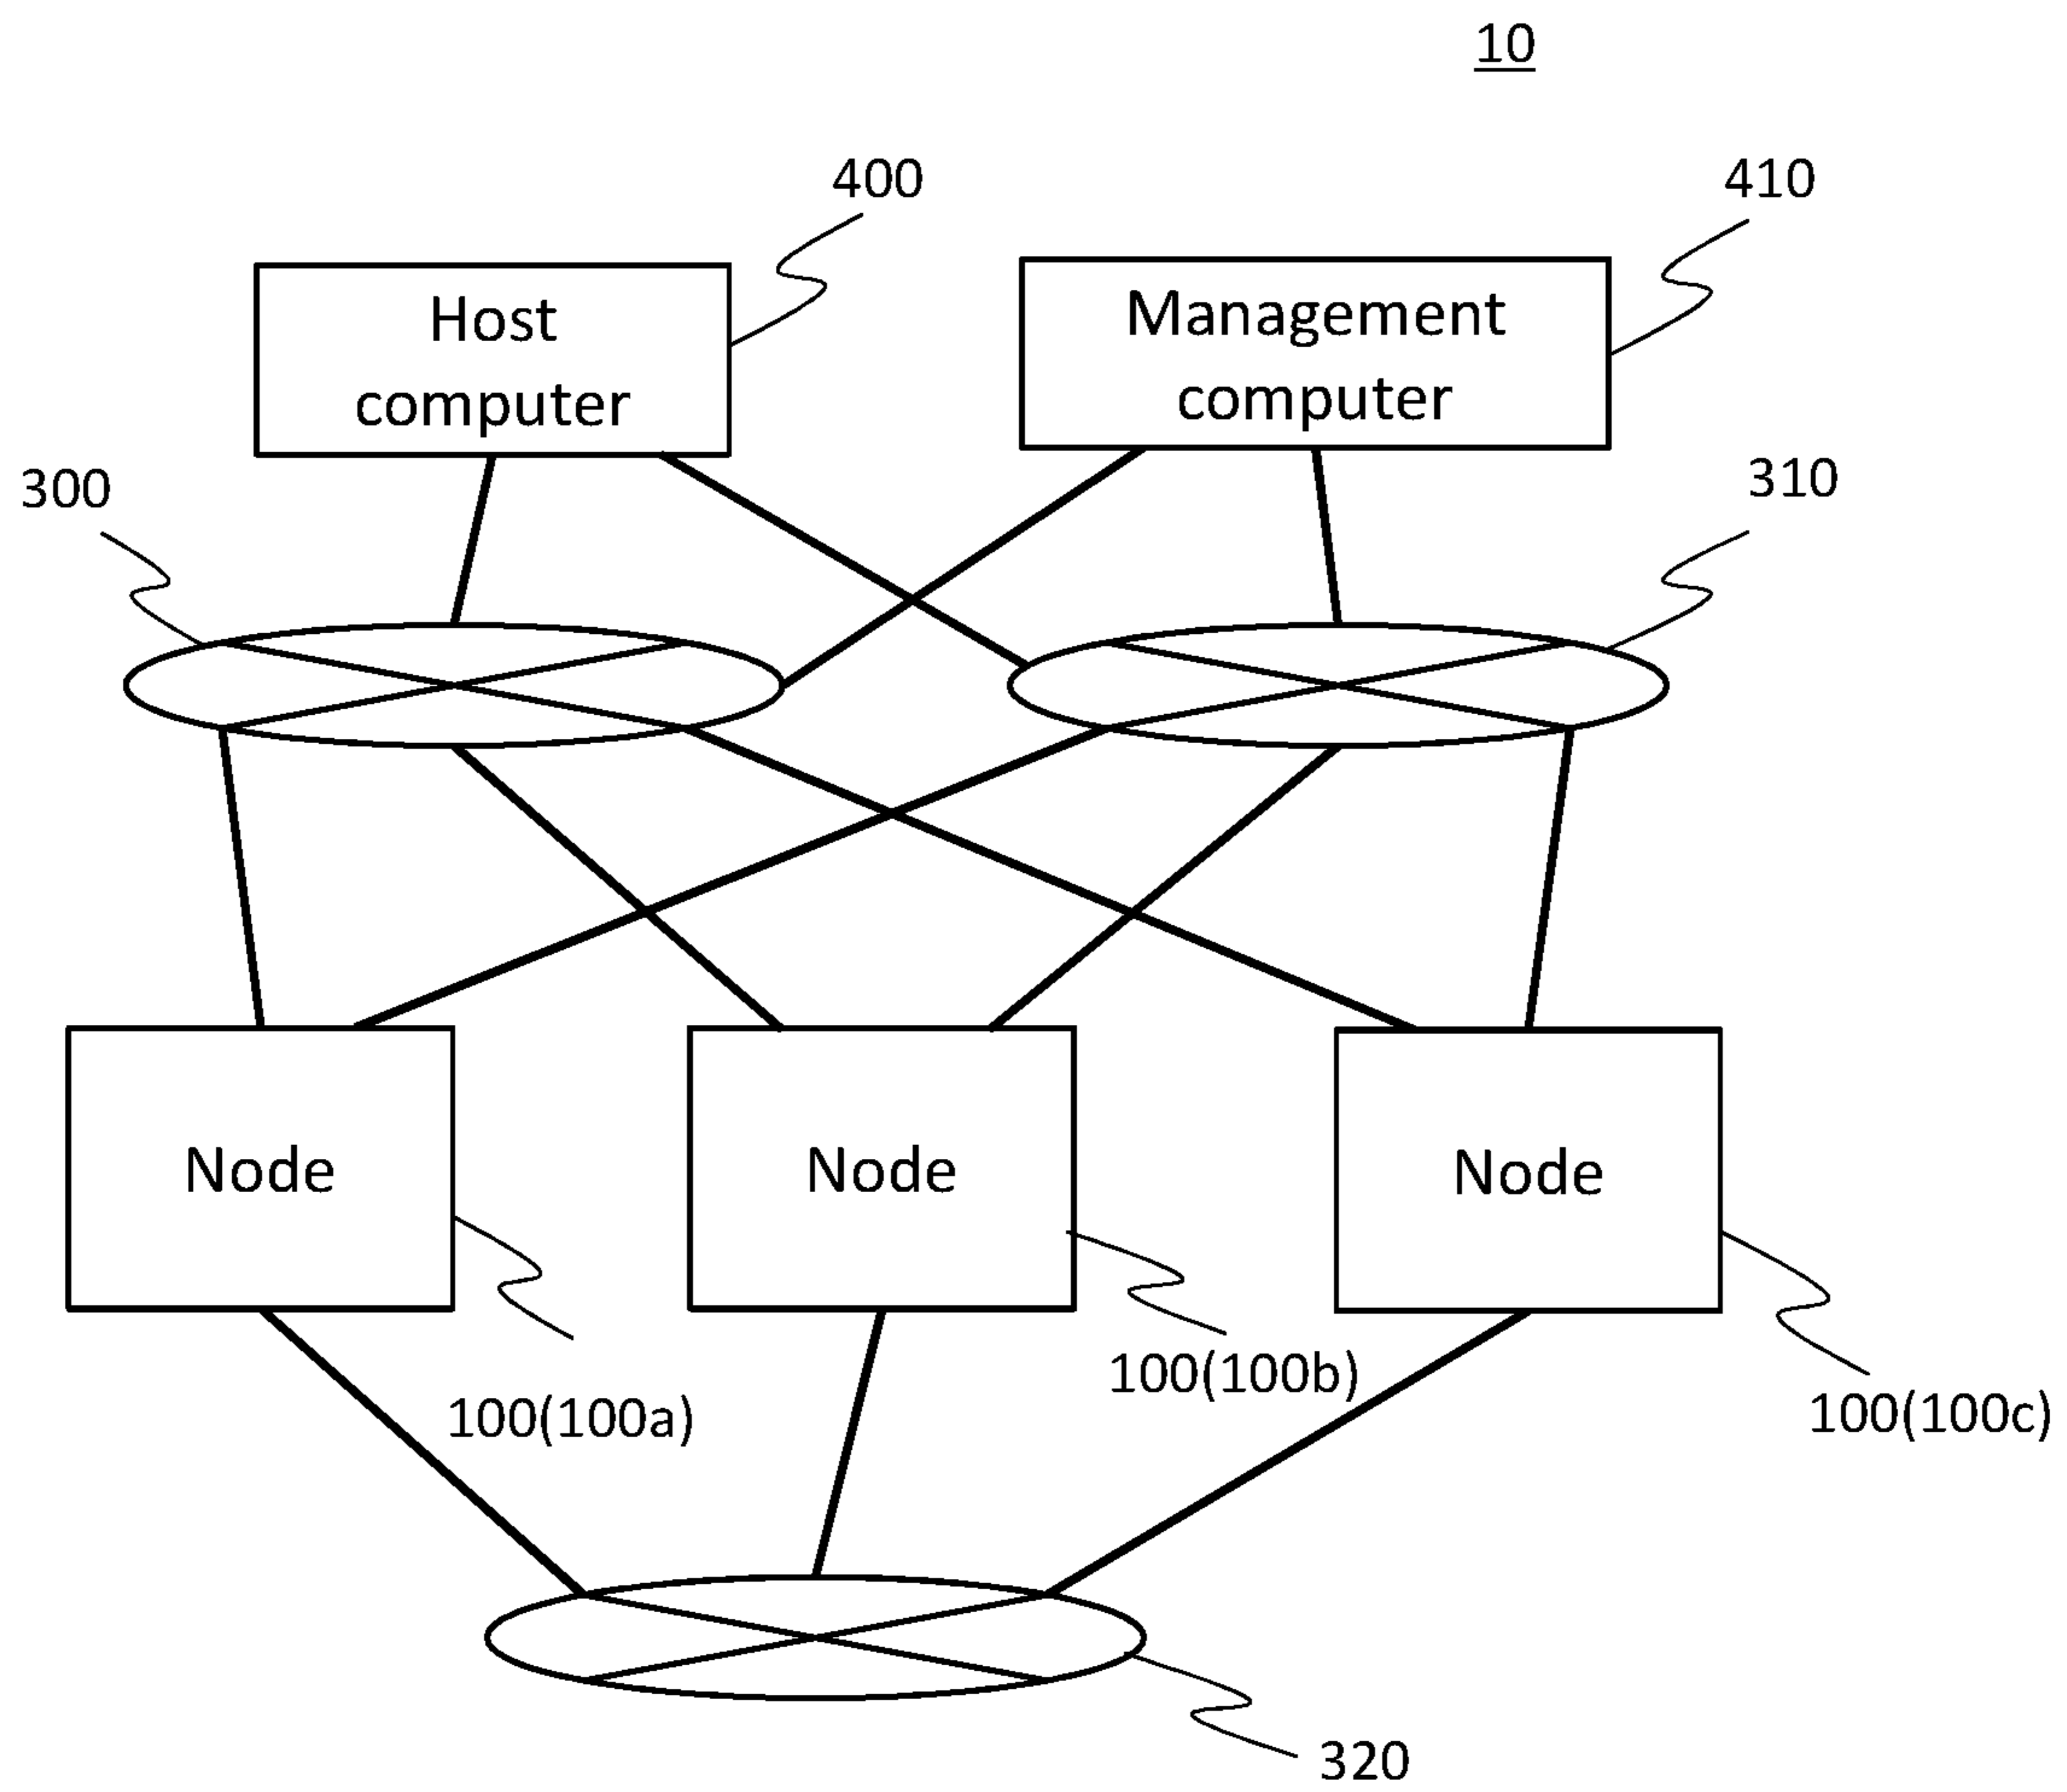 10
400
410
Host
computer
Management
computer
300
310
Node
Node
Node
100(100a)
100(100b)
100(100c)
320